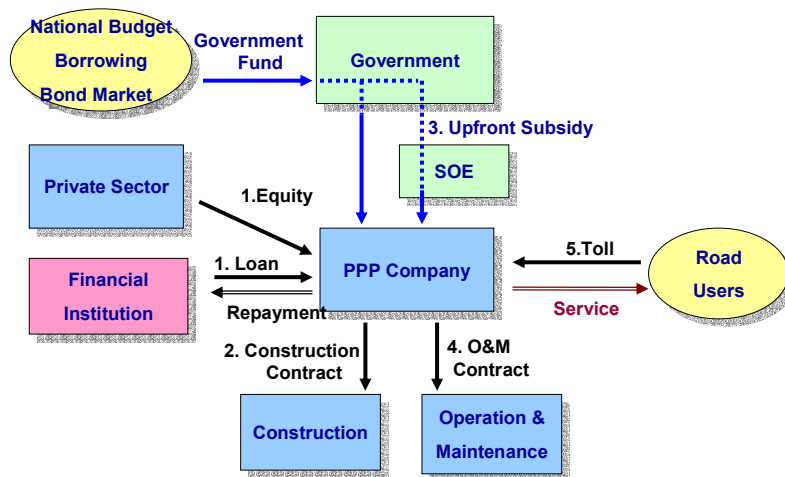 National Budget
Borrowing
Bond Market
Government
Fund
Government
3. Upfront Subsidy
SOE
Private Sector
1.Equity
Financial
Institution
1. Loan
Repayment
PPP Company
5.Toll
Service
Road
Users
2. Construction
Contract
4. O&M
Contract
Construction
Operation &
Maintenance